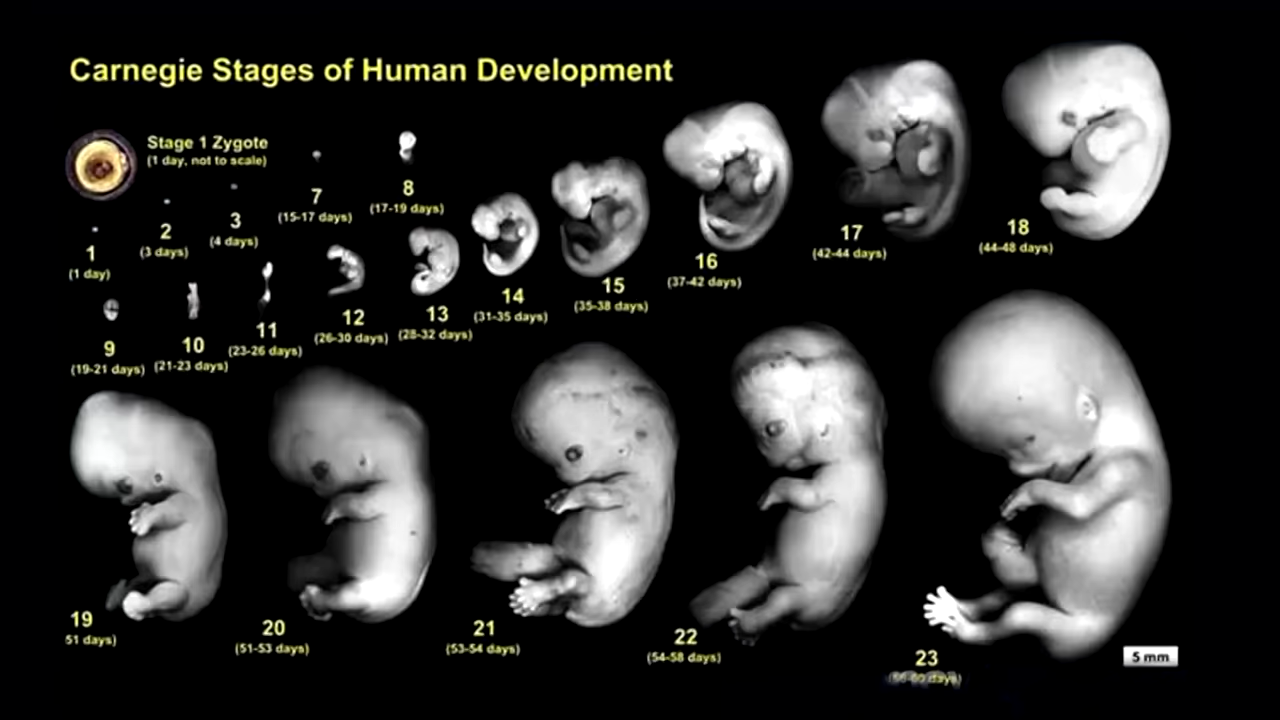 Carnegie Stages of Human Development
Stage 1 Zygote
(1 day, not to scale)
1
(1 day)
2
(3 days)
3
(4 days)
7
(15-17 days)
8
(17-19 days)
9
(19-21 days)
10
(21-23 days)
11
(23-26 days)
12
(26-30 days)
13
(28-32 days)
14
(31-35 days)
15
(35-38 days)
16
(37-42 days)
17
(42-44 days)
18
(44-48 days)
19
51 days)
20
(51-53 days)
21
(53-54 days)
22
(54-58 days)
23
days)
5 mm